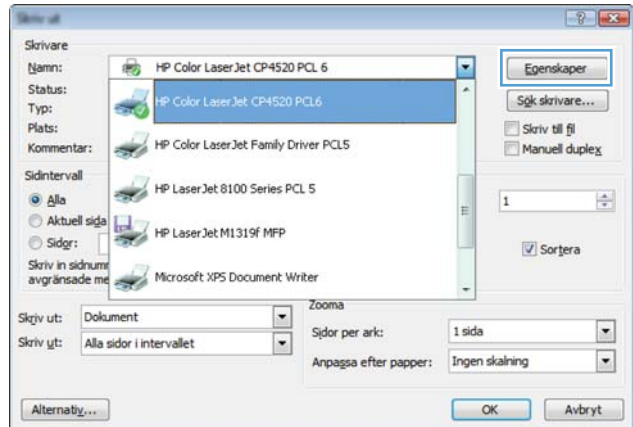 Skriv ut
Skrivare
Namn: HP Color LaserJet CP4520 PCL 6 Egenskaper
Status:
HP Color LaserJet CP4520 PCL6 Sök skrivare...
Typ:
Plats: Skriv till fil
Kommentar: HP Color LaserJet Family Driver PCL5 Manuell duplex
Sidintervall
HP LaserJet 8100 Series PCL 5
Alla 1
Aktuell sida
HP LaserJet M1319f MFP
Sidor: Sortera
Skriv in sidnumr
avgränsade me Microsoft XPS Document Writer
Zooma
Skriv ut: Dokument Sidor per ark: 1 sida
Skriv ut: Alla sidor i intervallet Anpassa efter papper: Ingen skalning
Alternativ... OK Avbryt